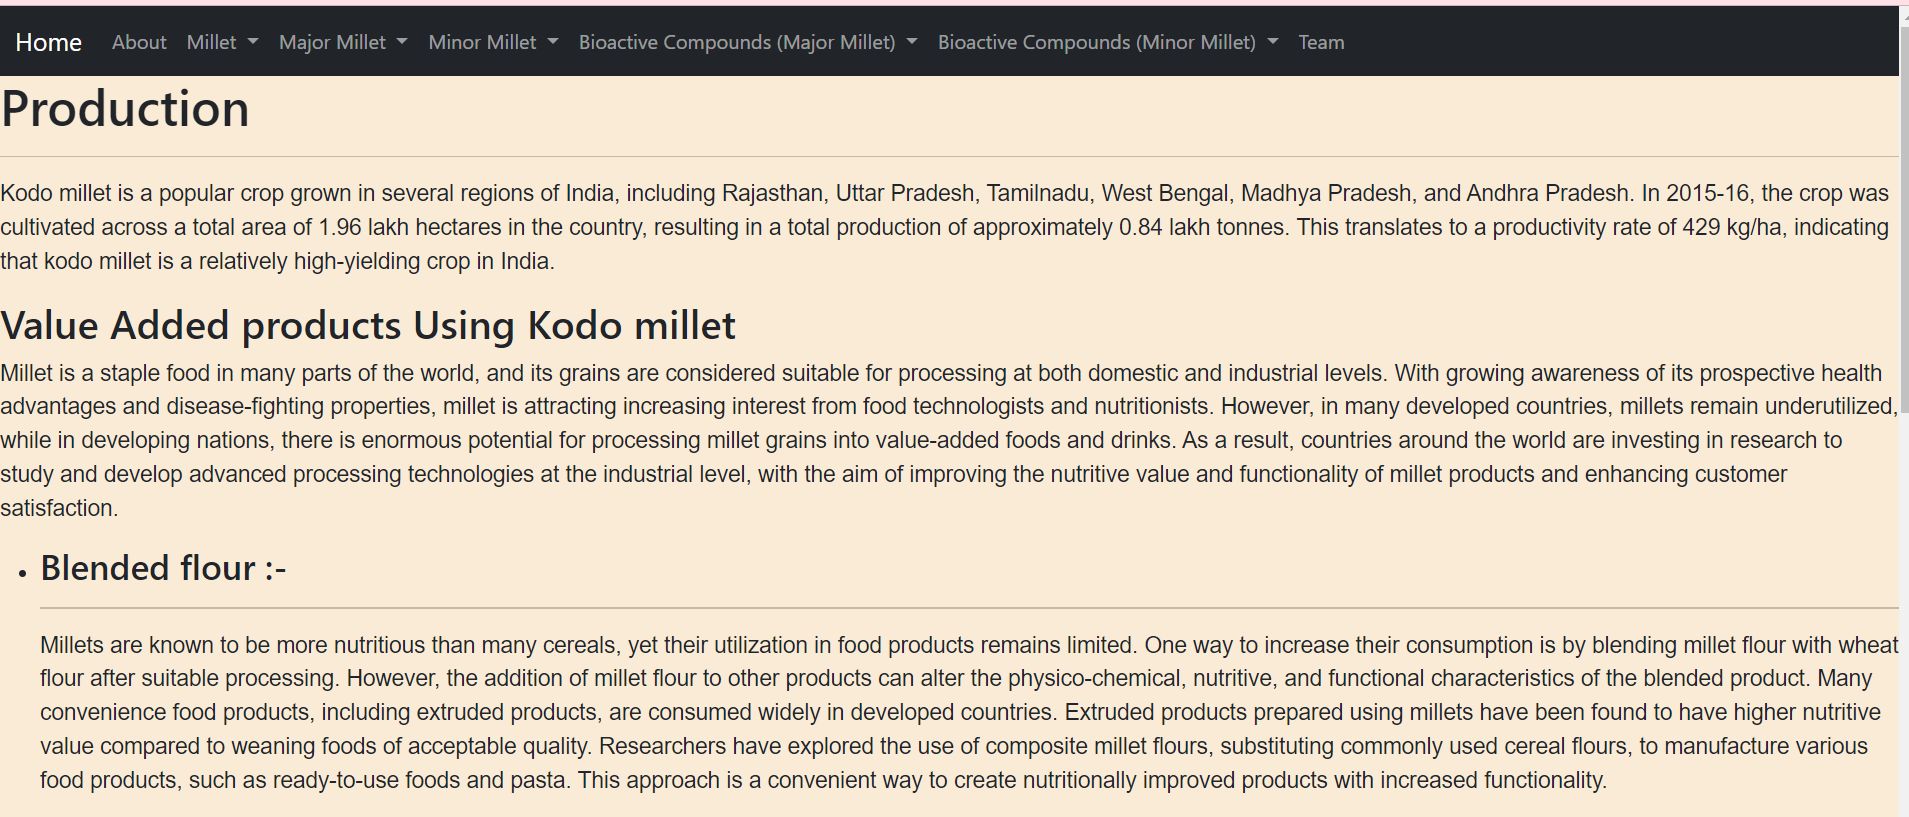 Home About Millet Major Millet Minor Millet Bioactive Compounds (Major Millet) Bioactive Compounds (Minor Millet) Team
Production
Kodo millet is a popular crop grown in several regions of India, including Rajasthan, Uttar Pradesh, Tamilnadu, West Bengal, Madhya Pradesh, and Andhra Pradesh. In 2015-16, the crop was
cultivated across a total area of 1.96 lakh hectares in the country, resulting in a total production of approximately 0.84 lakh tonnes. This translates to a productivity rate of 429 kg/ha, indicating
that kodo millet is a relatively high-yielding crop in India.
Value Added products Using Kodo millet
Millet is a staple food in many parts of the world, and its grains are considered suitable for processing at both domestic and industrial levels. With growing awareness of its prospective health
advantages and disease-fighting properties, millet is attracting increasing interest from food technologists and nutritionists. However, in many developed countries, millets remain underutilized,
while in developing nations, there is enormous potential for processing millet grains into value-added foods and drinks. As a result, countries around the world are investing in research to
study and develop advanced processing technologies at the industrial level, with the aim of improving the nutritive value and functionality of millet products and enhancing customer
satisfaction.
• Blended flour :-
Millets are known to be more nutritious than many cereals, yet their utilization in food products remains limited. One way to increase their consumption is by blending millet flour with wheat
flour after suitable processing. However, the addition of millet flour to other products can alter the physico-chemical, nutritive, and functional characteristics of the blended product. Many
convenience food products, including extruded products, are consumed widely in developed countries. Extruded products prepared using millets have been found to have higher nutritive
value compared to weaning foods of acceptable quality. Researchers have explored the use of composite millet flours, substituting commonly used cereal flours, to manufacture various
food products, such as ready-to-use foods and pasta. This approach is a convenient way to create nutritionally improved products with increased functionality.